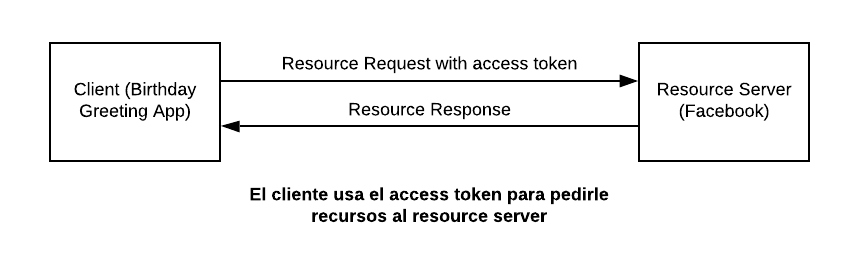 Resource Request with access token
Client (Birthday
Greeting App)
Resource Server
(Facebook)
Resource Response
El cliente usa el access token para pedirle
recursos al resource server